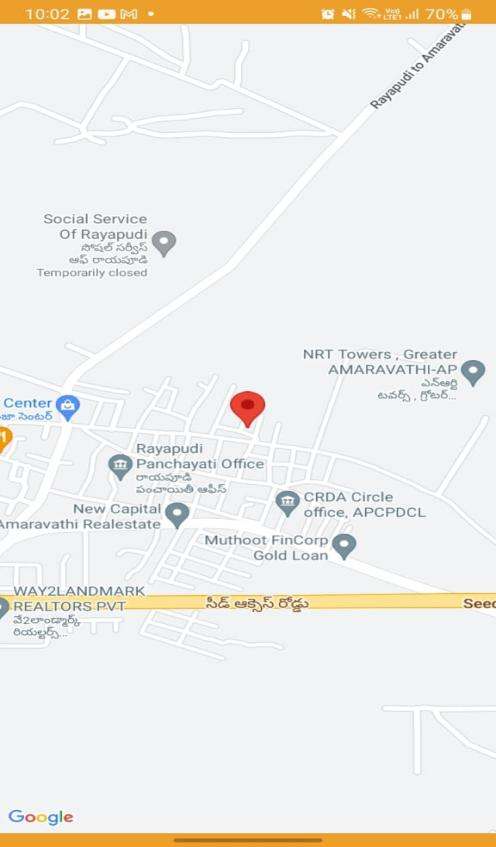 10:02
VoD
LTE1
70%
Rayapudi to Amaravat
Social Service
Of Rayapudi
సోషల్ సర్వీస్
ఆఫ్ రాయపూడి
Temporarily closed
NRT Towers , Greater
AMARAVATHI-AP
ఎన్ఆర్టి
టవర్స్ , గ్రోటర్...
Center
జా సెంటర్
Rayapudi
Panchayati Office
రాయపూడి
పంచాయితీ ఆఫీస్
CRDA Circle
office, APCPDCL
New Capital
Amaravathi Realestate
Muthoot FinCorp
Gold Loan
WAY2LANDMARK
REALTORS PVT
వే2లాండ్మార్క్
రియల్టర్స్...
సీడ్ ఆక్సెస్ రోడ్డు
Seed
Google